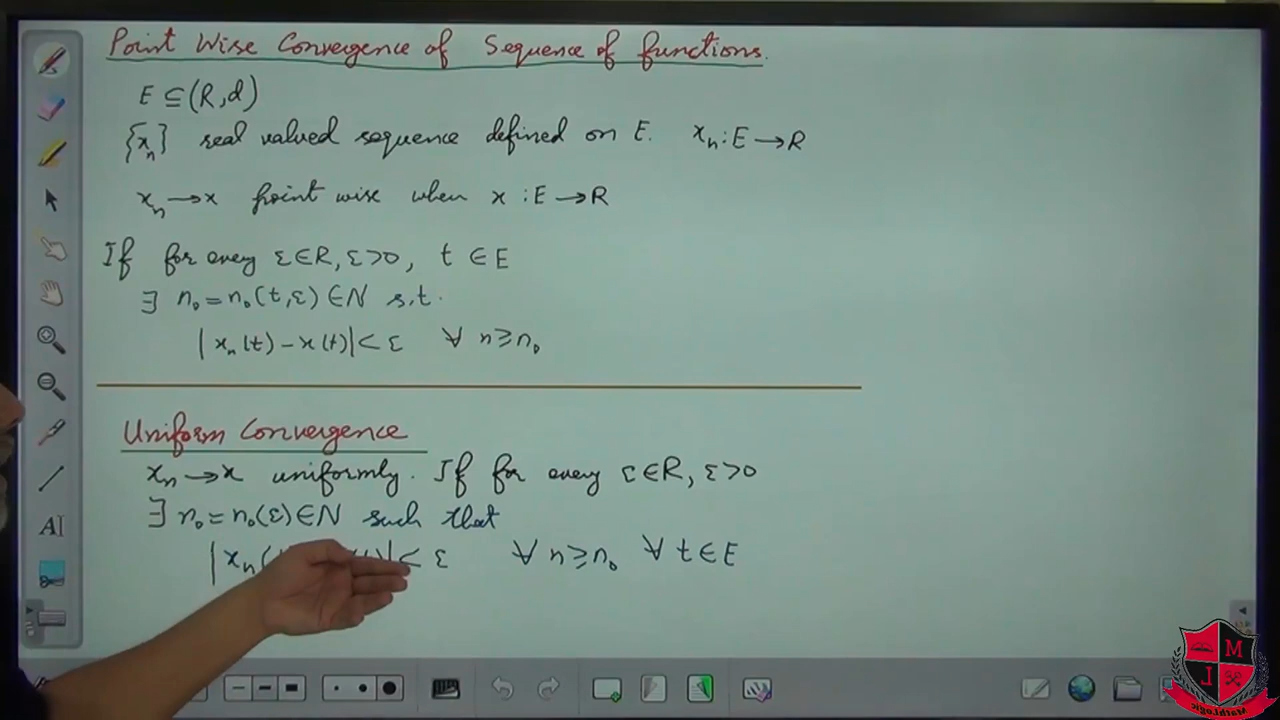 Point Wise Convergence of Sequence of functions.
E ⊆ (R, d)
{xₙ} real valued sequence defined on E. xₙ : E → R
xₙ → x point wise when x : E → R
If for every ε ∈ R, ε > 0, t ∈ E
∃ n₀ = n₀(t, ε) ∈ N s.t.
|xₙ(t) − x(t)| < ε ∀ n ≥ n₀
Uniform Convergence
xₙ → x uniformly. If for every ε ∈ R, ε > 0
∃ n₀ = n₀(ε) ∈ N such that
|xₙ( )| < ε ∀ n ≥ n₀ ∀ t ∈ E
A
M